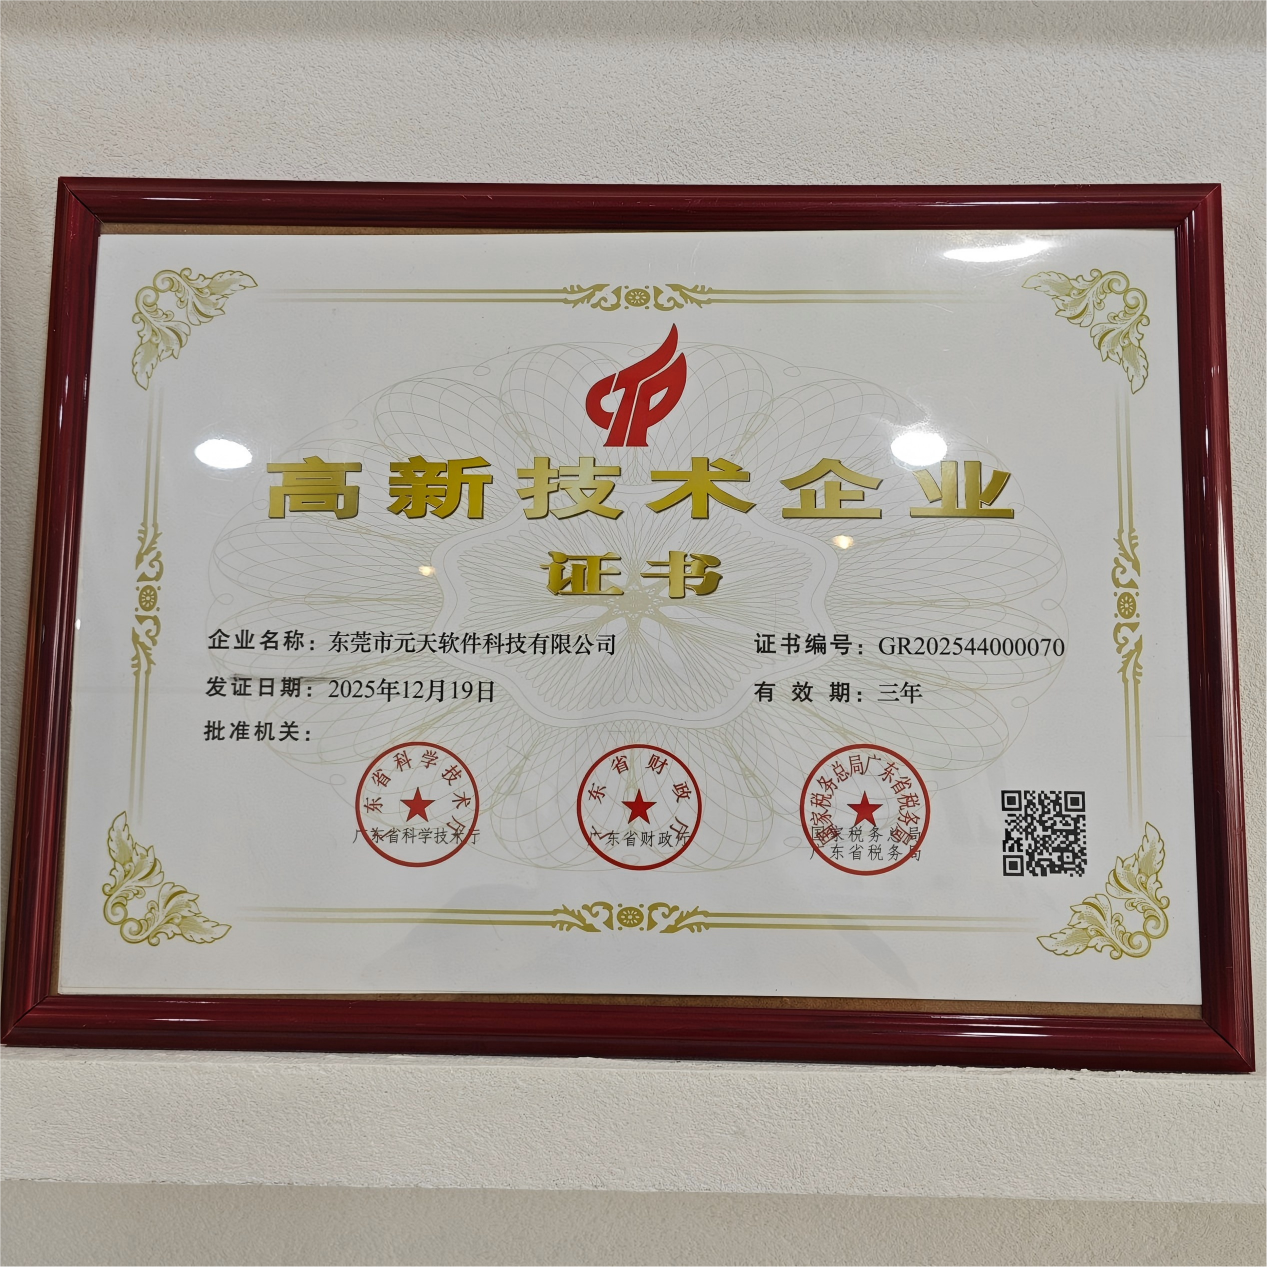 高新技术企业
证书
企业名称：东莞市元天软件科技有限公司
证书编号：GR202544000070
发证日期：2025年12月19日
有效期：三年
批准机关：
广东省科学技术厅
广东省科学技术厅
广东省财政厅
广东省财政厅
国家税务总局广东省税务局
国家税务总局
广东省税务局